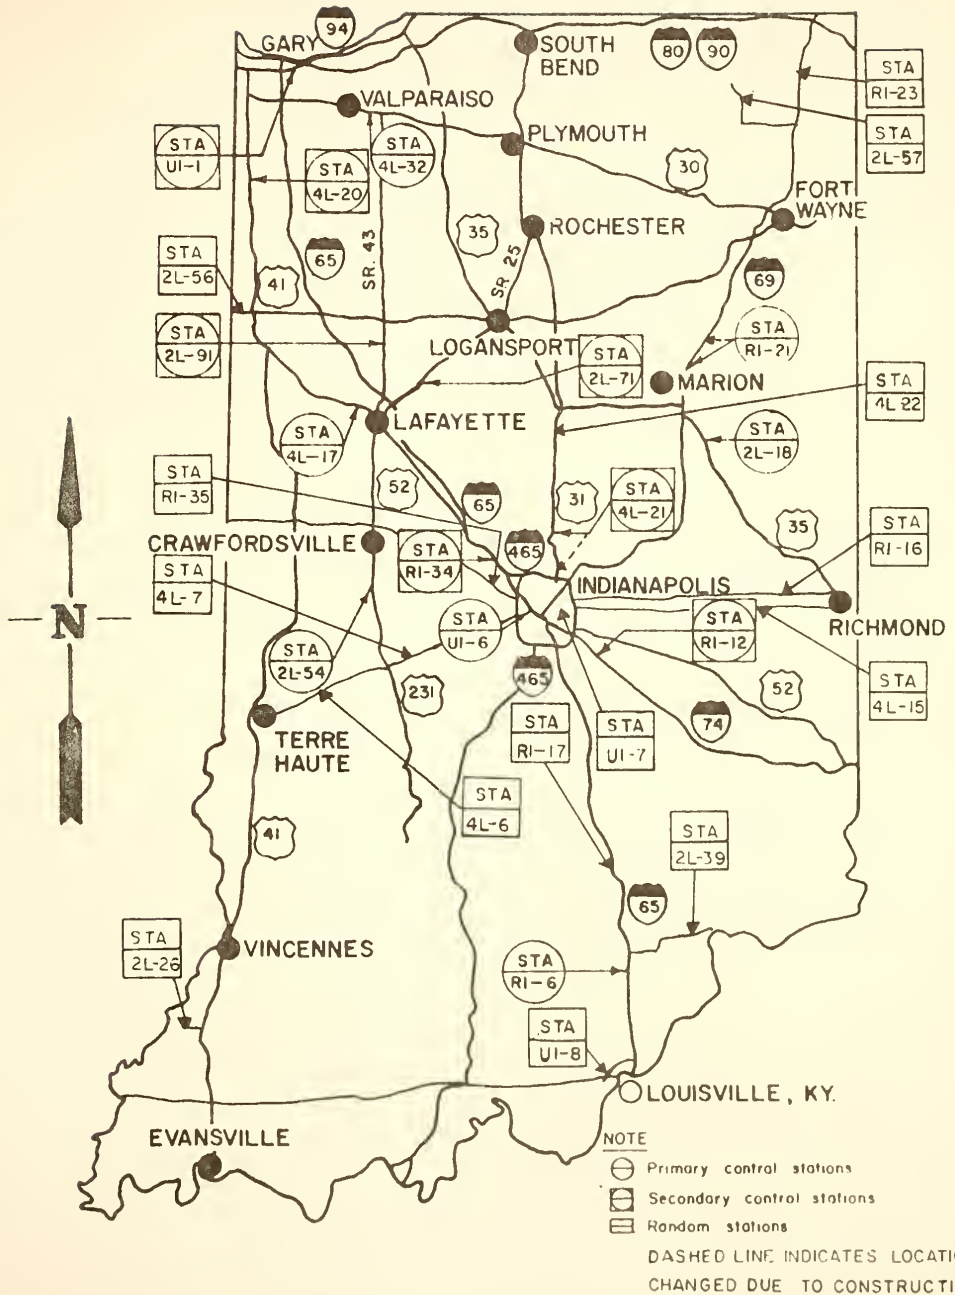 94
GARY
SOUTH
BEND
80
90
STA
RI-23
VALPARAISO
STA
UI-1
STA
4L-20
STA
4L-32
PLYMOUTH
STA
2L-57
30
FORT
WAYNE
ROCHESTER
35
SR. 43
SR. 25
65
41
STA
2L-56
69
STA
2L-91
LOGANSPORT
STA
2L-71
STA
RI-21
MARION
STA
4L-22
LAFAYETTE
STA
4L-17
STA
2L-18
STA
RI-35
52
65
31
STA
4L-21
35
STA
RI-16
CRAWFORDSVILLE
STA
RI-34
465
INDIANAPOLIS
STA
4L-7
N
STA
UI-6
STA
RI-12
RICHMOND
STA
2L-54
231
465
52
STA
4L-15
74
TERRE
HAUTE
STA
RI-17
STA
UI-7
STA
4L-6
41
STA
2L-39
65
STA
2L-26
VINCENNES
STA
RI-6
STA
UI-8
LOUISVILLE, KY.
EVANSVILLE
NOTE
Primary control stations
Secondary control stations
Random stations
DASHED LINE INDICATES LOCATI
CHANGED DUE TO CONSTRUCTI